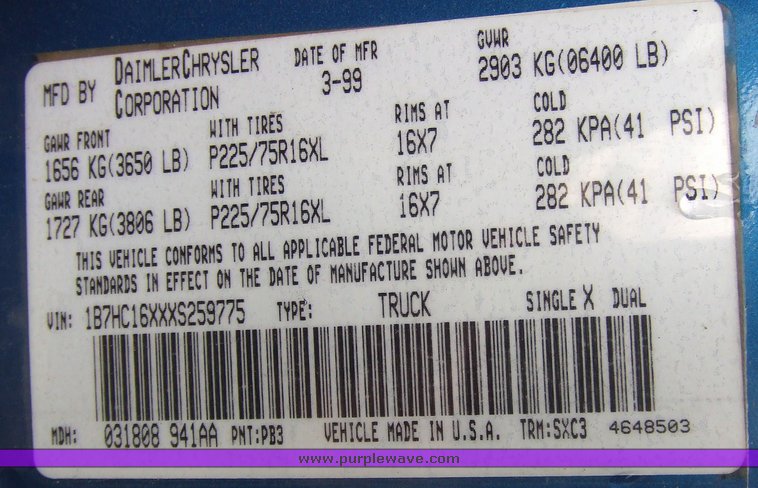 MFD BY DAIMLERCHRYSLER CORPORATION DATE OF MFR 3-99 GVWR 2903 KG(06400 LB)
GAWR FRONT WITH TIRES RIMS AT COLD
1656 KG(3650 LB) P225/75R16XL 16X7 282 KPA(41 PSI)
GAWR REAR WITH TIRES RIMS AT COLD
1727 KG(3806 LB) P225/75R16XL 16X7 282 KPA(41 PSI)
THIS VEHICLE CONFORMS TO ALL APPLICABLE FEDERAL MOTOR VEHICLE SAFETY
STANDARDS IN EFFECT ON THE DATE OF MANUFACTURE SHOWN ABOVE.
VIN: 1B7HC16XXXS259775 TYPE: TRUCK SINGLE X DUAL
MDH: 031808 941AA PNT:PB3 VEHICLE MADE IN U.S.A. TRM:SXC3 4648503
www.purplewave.com